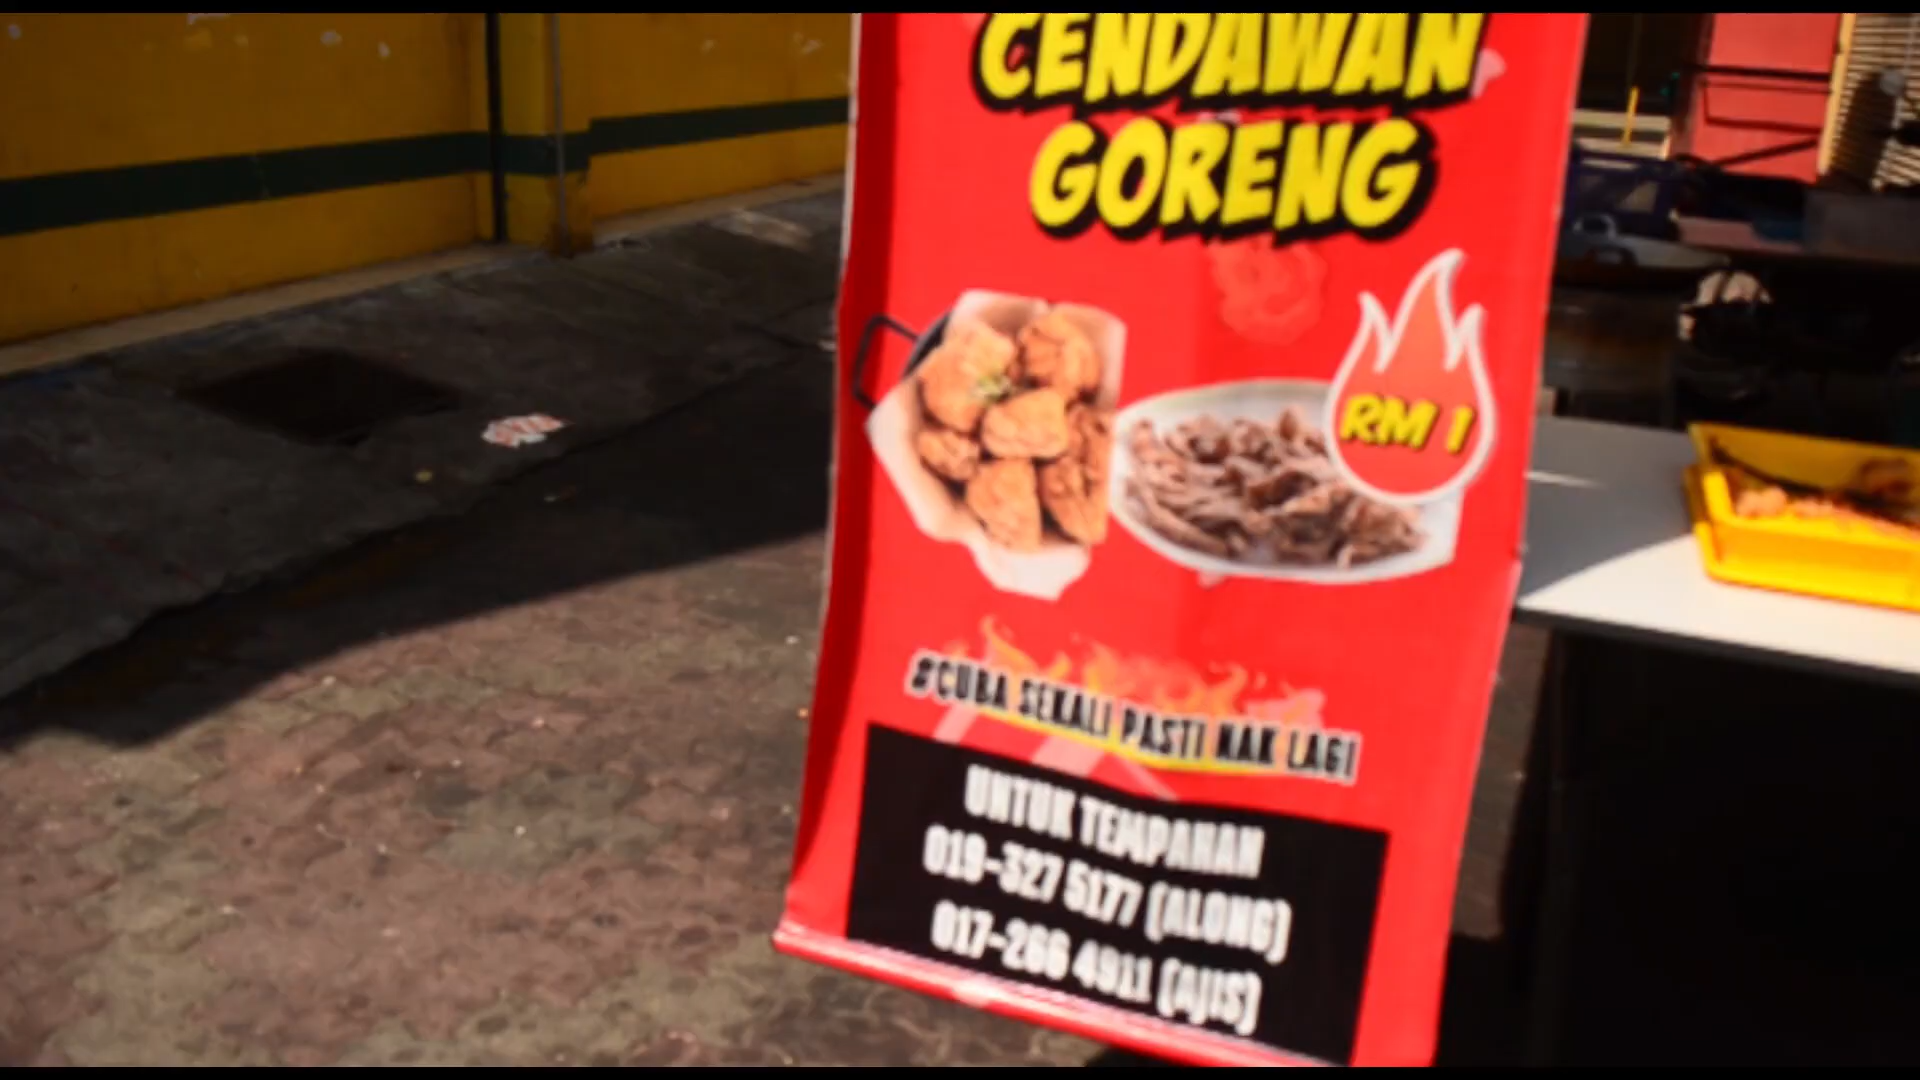 CENDAWAN
GORENG
RM 1
#CUBA SEKALI PASTI NAK LAGI
UNTUK TEMPAHAN
019-327 5177 (ALONG)
017-266 4911 (AJIS)